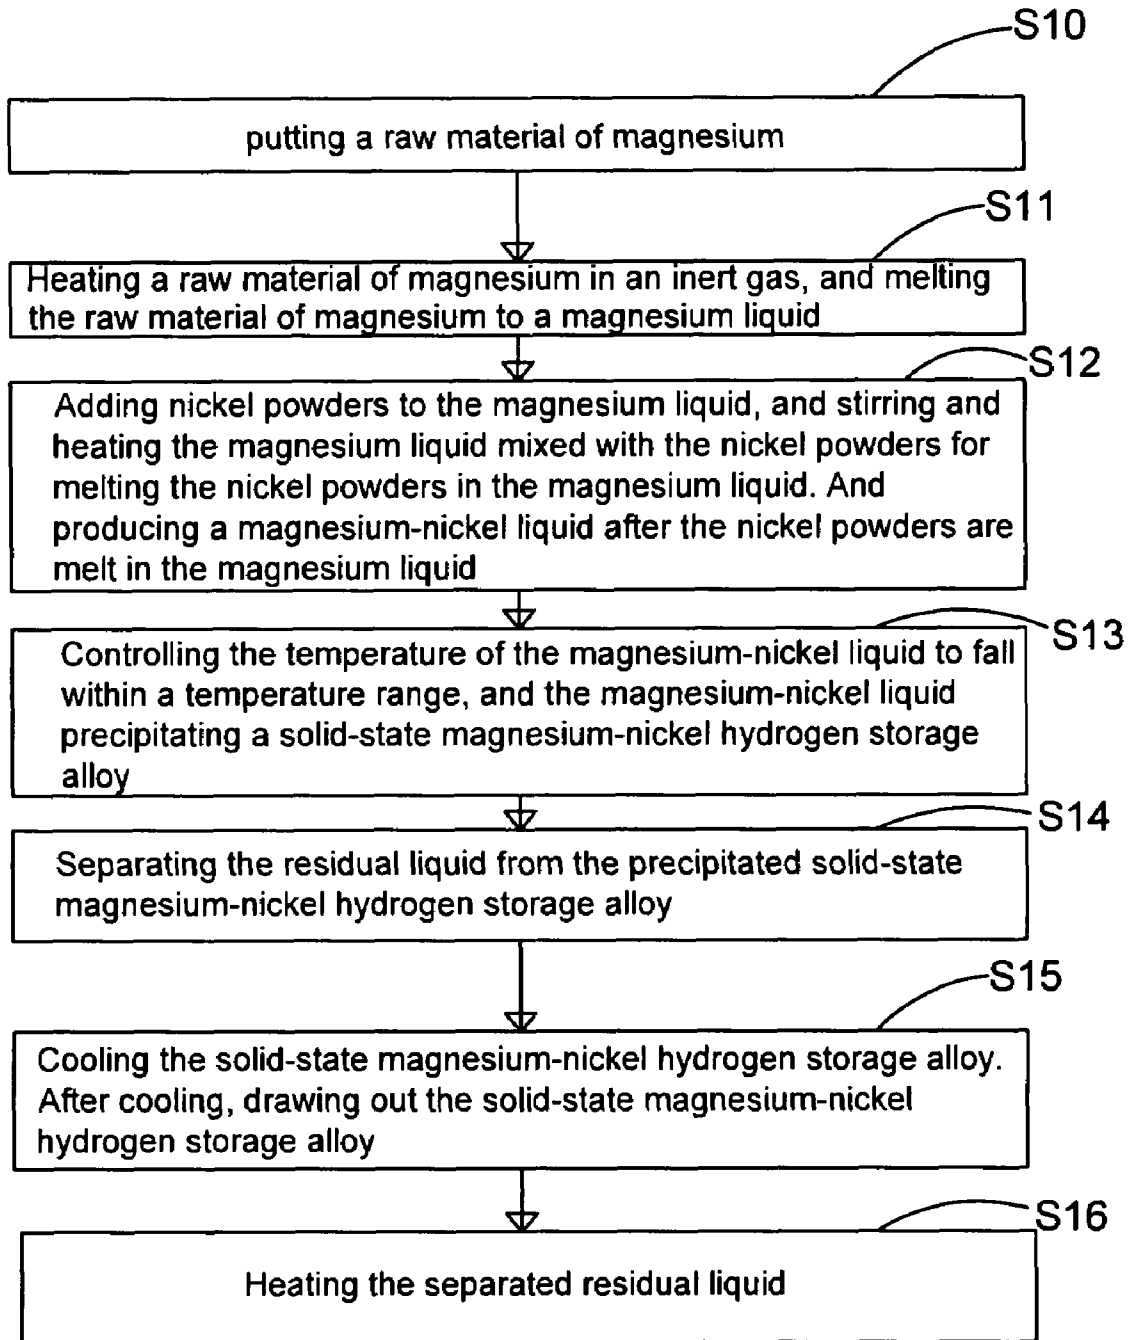 S10
putting a raw material of magnesium
S11
Heating a raw material of magnesium in an inert gas, and melting
the raw material of magnesium to a magnesium liquid
S12
Adding nickel powders to the magnesium liquid, and stirring and
heating the magnesium liquid mixed with the nickel powders for
melting the nickel powders in the magnesium liquid. And
producing a magnesium-nickel liquid after the nickel powders are
melt in the magnesium liquid
S13
Controlling the temperature of the magnesium-nickel liquid to fall
within a temperature range, and the magnesium-nickel liquid
precipitating a solid-state magnesium-nickel hydrogen storage
alloy
S14
Separating the residual liquid from the precipitated solid-state
magnesium-nickel hydrogen storage alloy
S15
Cooling the solid-state magnesium-nickel hydrogen storage alloy.
After cooling, drawing out the solid-state magnesium-nickel
hydrogen storage alloy
S16
Heating the separated residual liquid